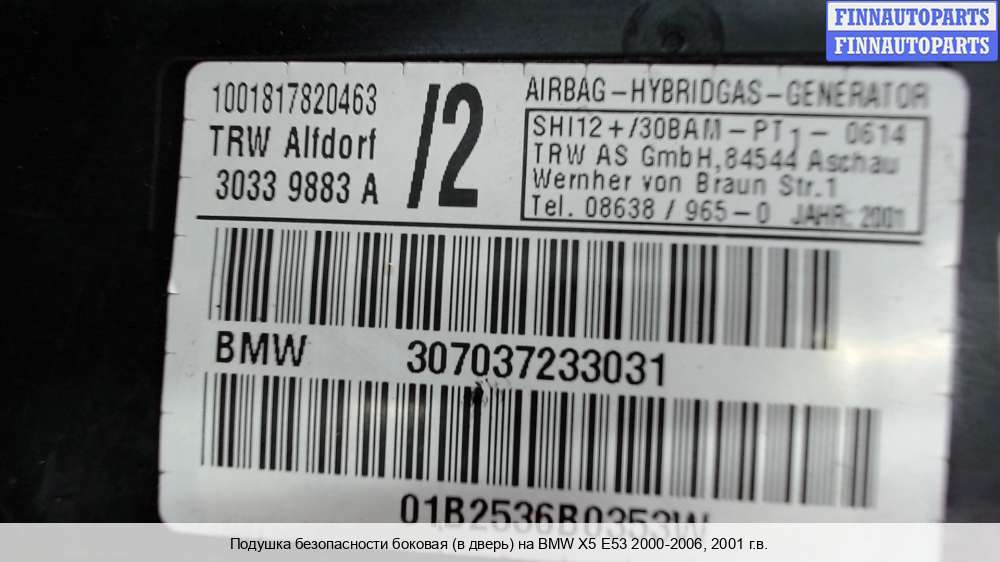 FINNAUTOPARTS
FINNAUTOPARTS
1001817820463
TRW Alfdorf
3033 9883 A
/2
AIRBAG-HYBRIDGAS-GENERATOR
SHI12+/30BAM-PT1-0614
TRW AS GmbH,84544 Aschau
Wernher von Braun Str.1
Tel. 08638 / 965-0 JAHR: 2001
BMW 307037233031
01B2536B0353W
Подушка безопасности боковая (в дверь) на BMW X5 E53 2000-2006, 2001 г.в.